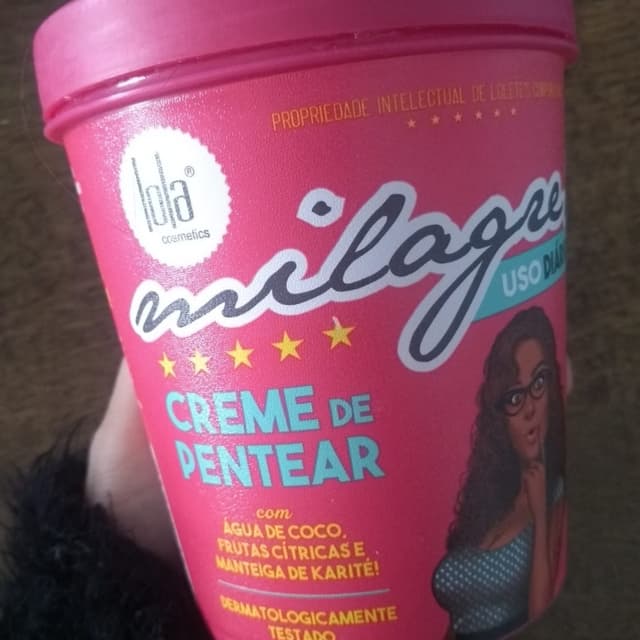 PROPRIEDADE INTELECTUAL DE
lola®
cosmetics
milagre
USO
CREME DE
PENTEAR
com
ÁGUA DE COCO,
FRUTAS CÍTRICAS E
MANTEIGA DE KARITÉ!
DERMATOLOGICAMENTE
TESTADO